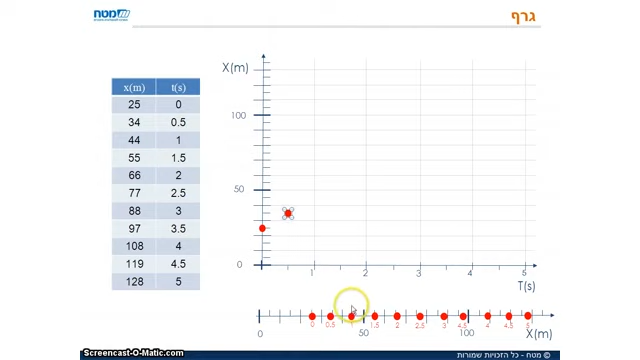 מטח
גרף
x(m) t(s)
25 0
34 0.5
44 1
55 1.5
66 2
77 2.5
88 3
97 3.5
108 4
119 4.5
128 5
X(m)
100
50
0
1 2 3 4 5
T(s)
0 0.5 1 1.5 2 2.5 3 4.5 4 4.5 5
0 50 100 X(m)
Screencast-O-Matic.com
© מטח - כל הזכויות שמורות